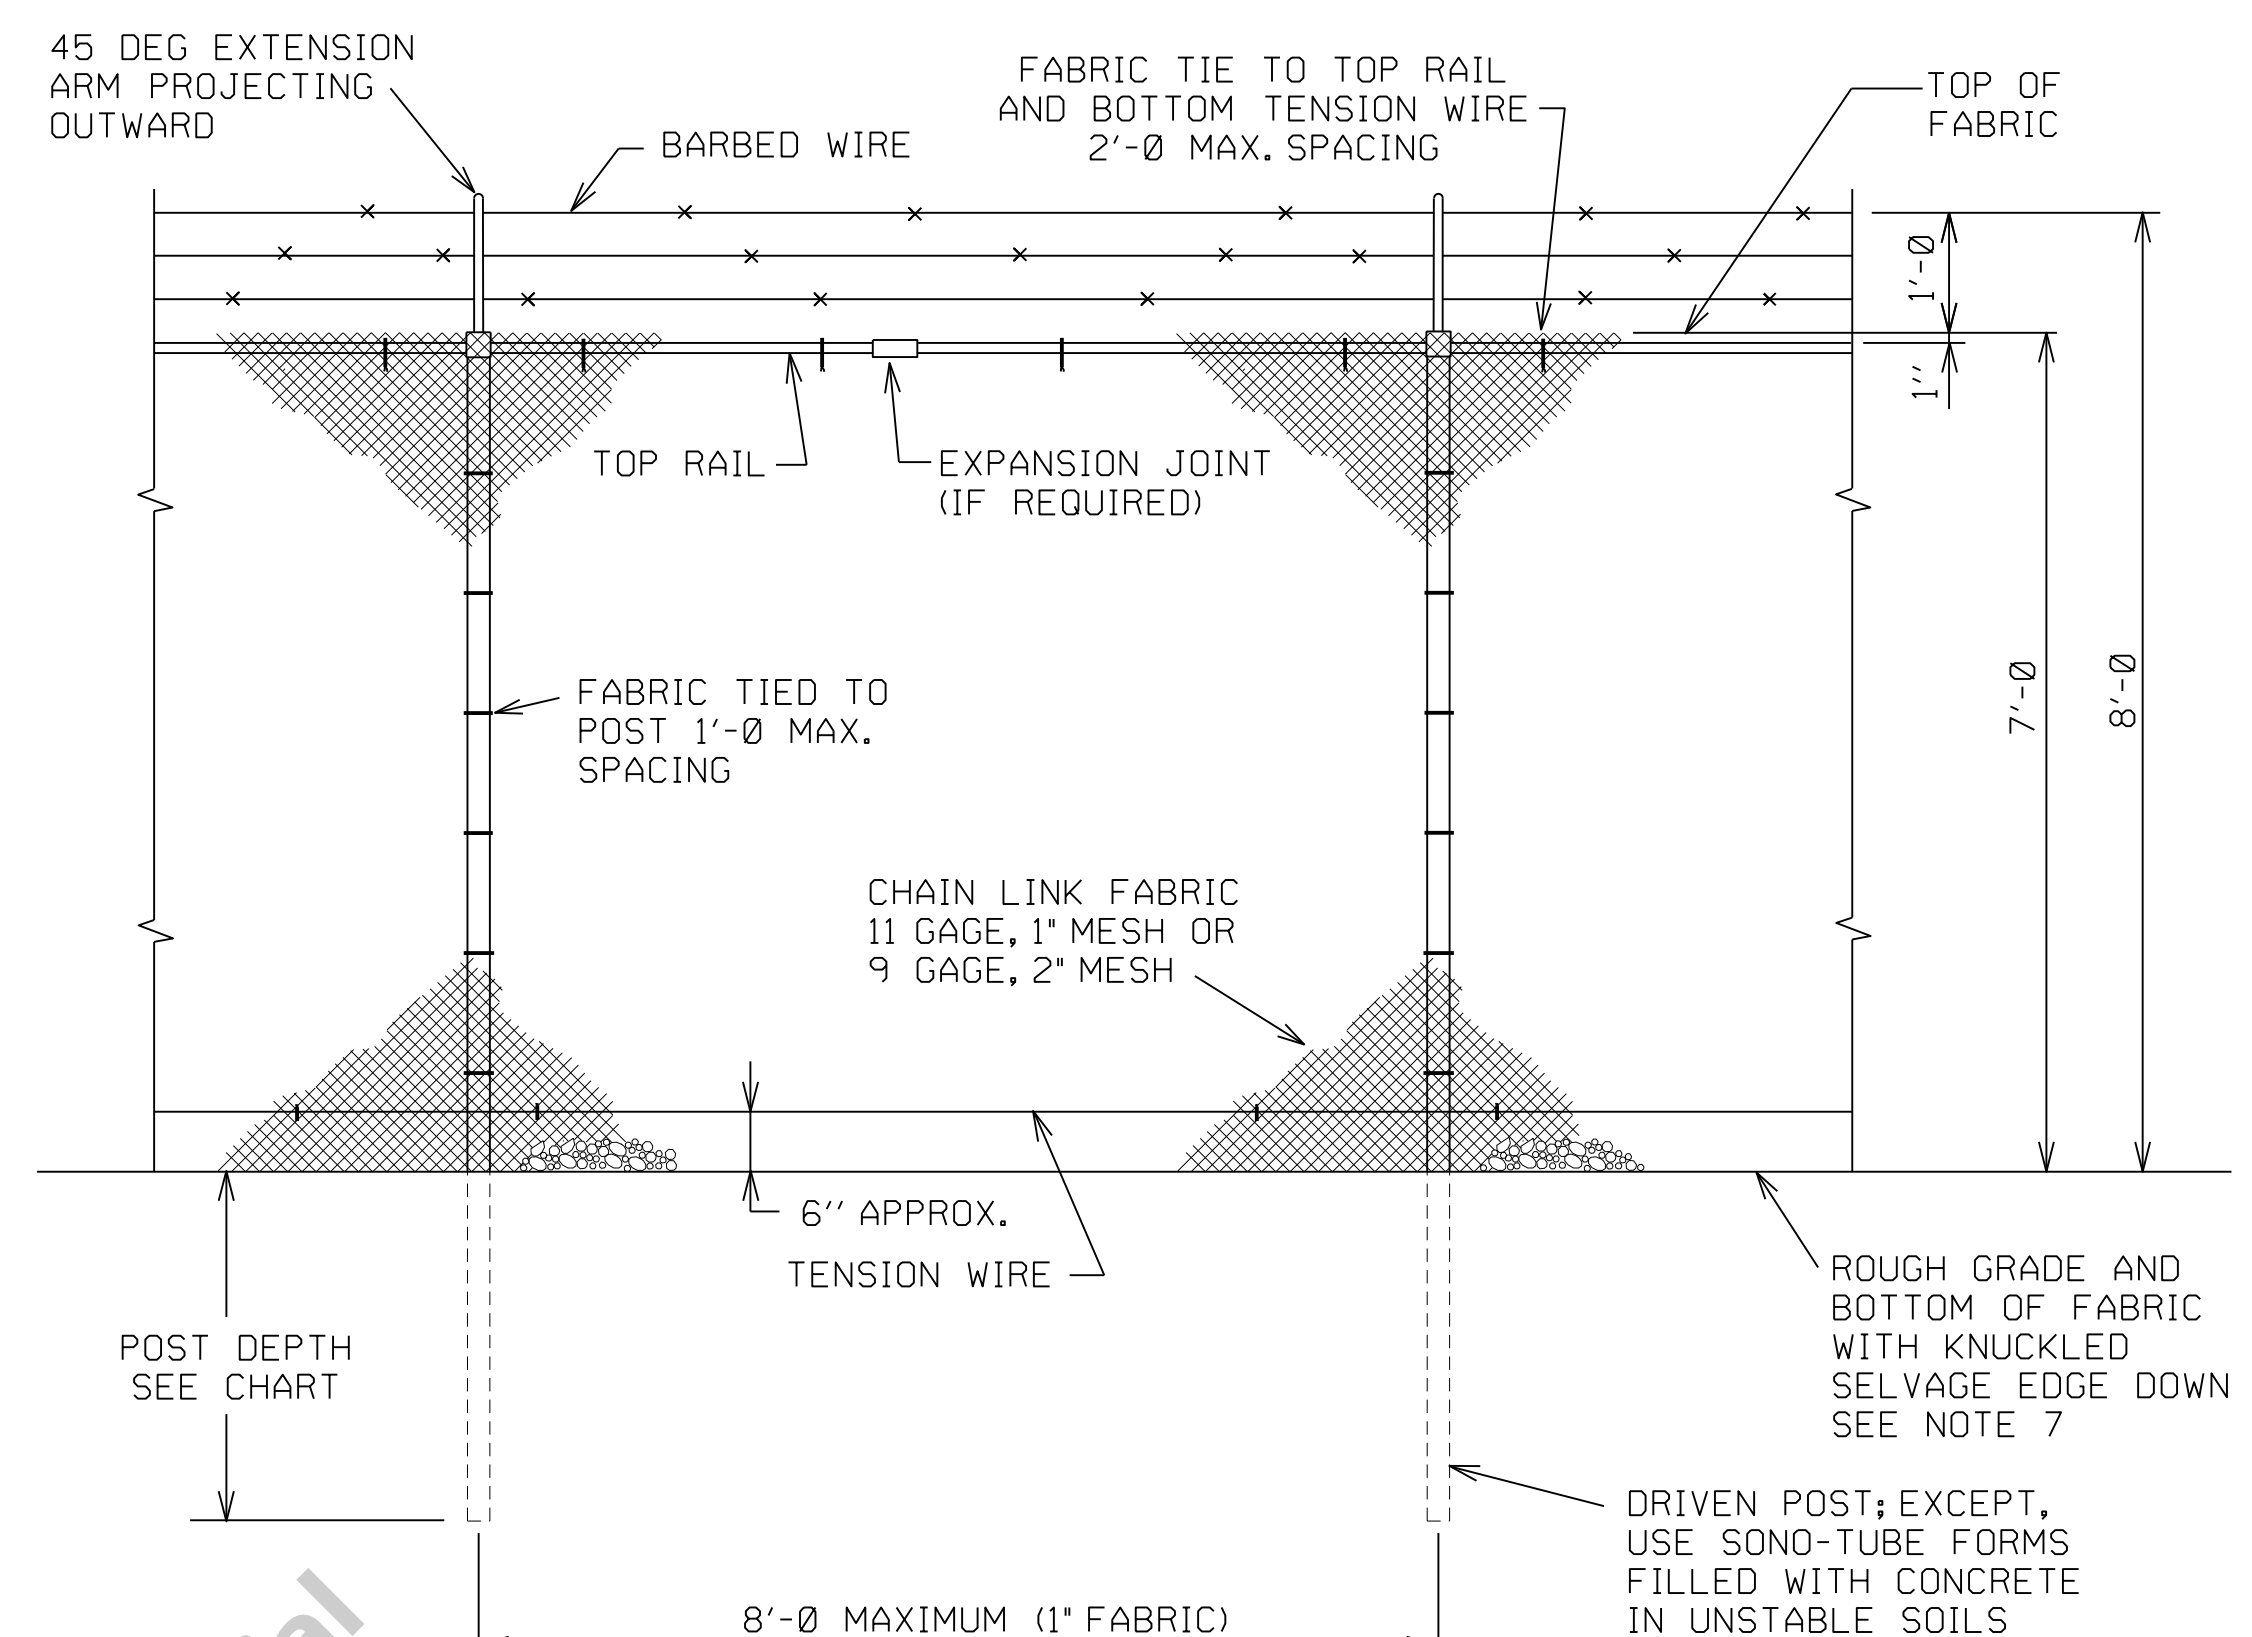 45 DEG EXTENSION
ARM PROJECTING
OUTWARD
BARBED WIRE
FABRIC TIE TO TOP RAIL
AND BOTTOM TENSION WIRE
2'-0 MAX. SPACING
TOP OF
FABRIC
1'-0
1''
TOP RAIL
EXPANSION JOINT
(IF REQUIRED)
7'-0
8'-0
FABRIC TIED TO
POST 1'-0 MAX.
SPACING
CHAIN LINK FABRIC
11 GAGE, 1" MESH OR
9 GAGE, 2" MESH
6'' APPROX.
TENSION WIRE
POST DEPTH
SEE CHART
ROUGH GRADE AND
BOTTOM OF FABRIC
WITH KNUCKLED
SELVAGE EDGE DOWN
SEE NOTE 7
DRIVEN POST; EXCEPT,
USE SONO-TUBE FORMS
FILLED WITH CONCRETE
IN UNSTABLE SOILS
8'-0 MAXIMUM (1" FABRIC)